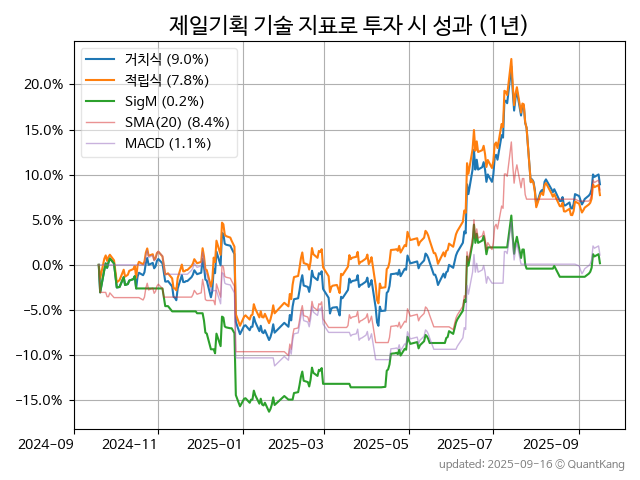 제일기획 기술 지표로 투자 시 성과 (1년)
거치식 (9.0%)
적립식 (7.8%)
SigM (0.2%)
SMA(20) (8.4%)
MACD (1.1%)
20.0%
15.0%
10.0%
5.0%
0.0%
−5.0%
−10.0%
−15.0%
2024-09 2024-11 2025-01 2025-03 2025-05 2025-07 2025-09
updated: 2025-09-16 © QuantKang